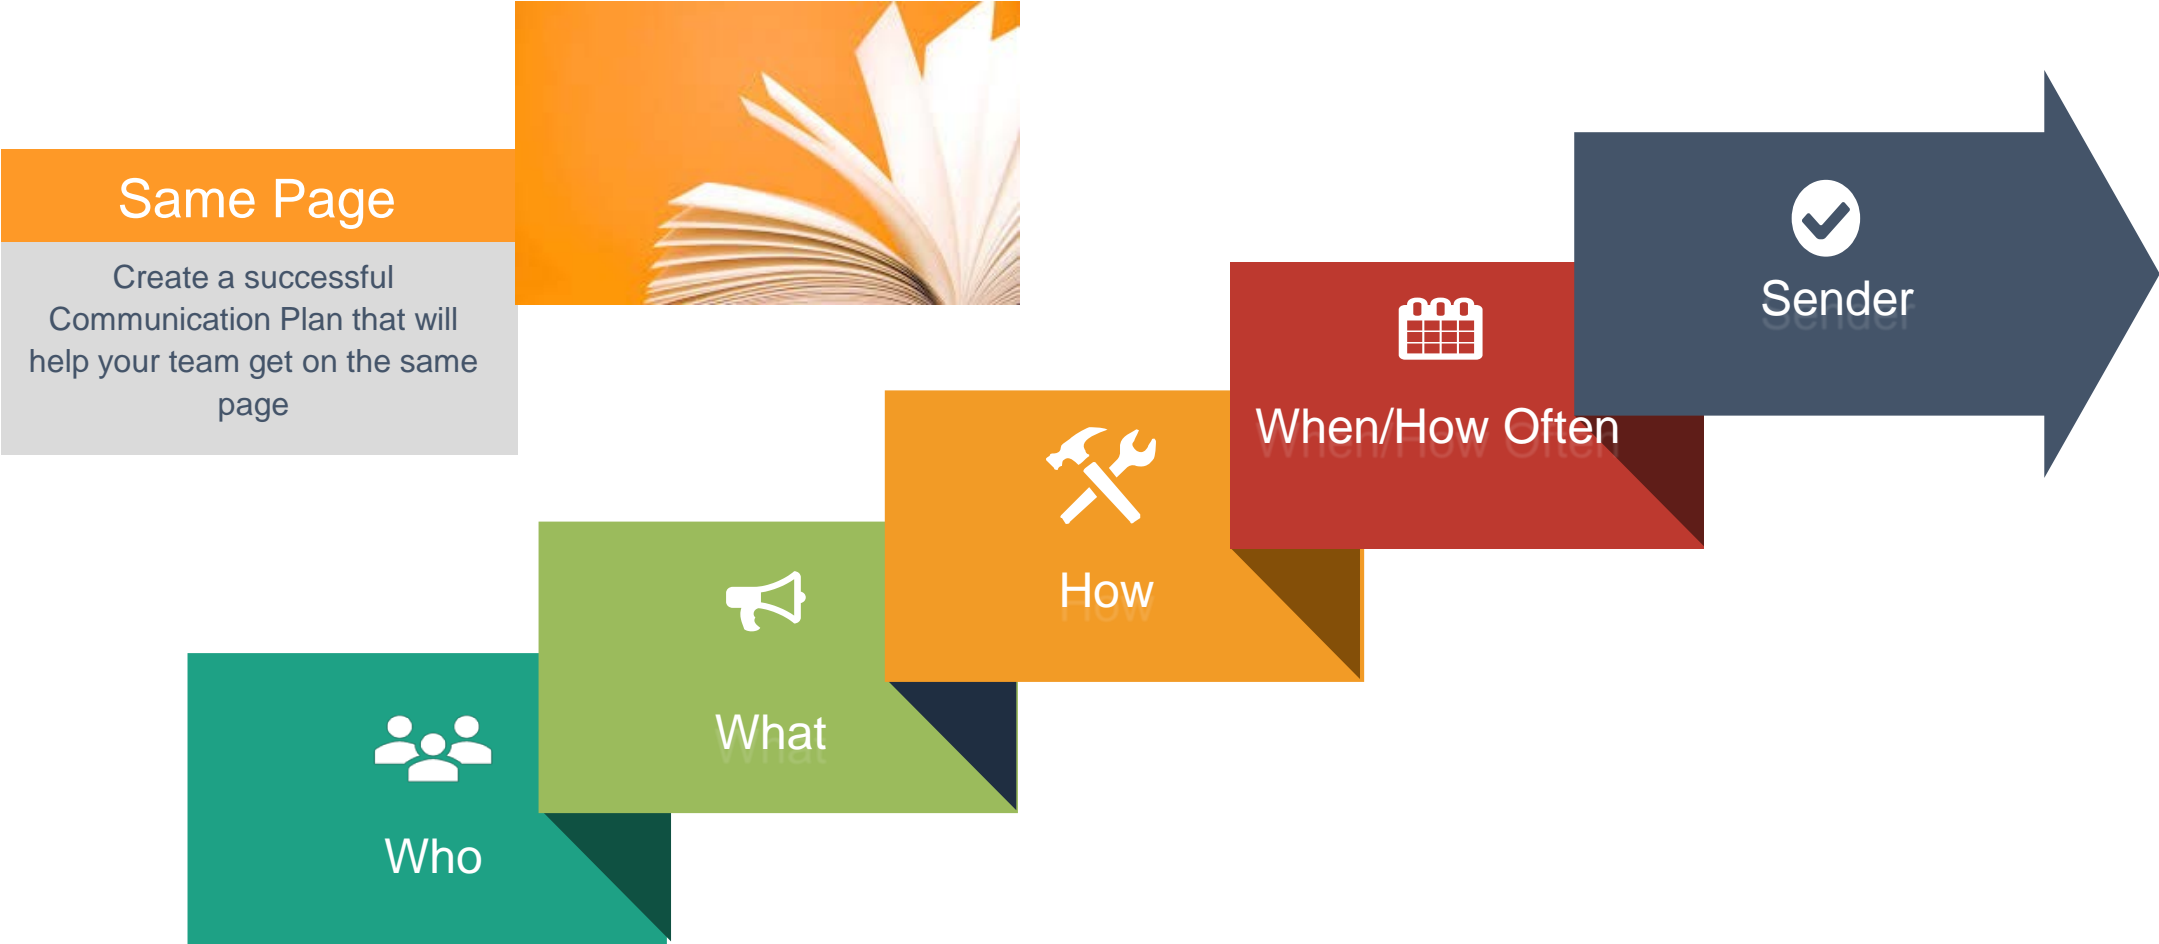 Same Page
Create a successful
Communication Plan that will
help your team get on the same
page
Who
What
How
When/How Often
Sender